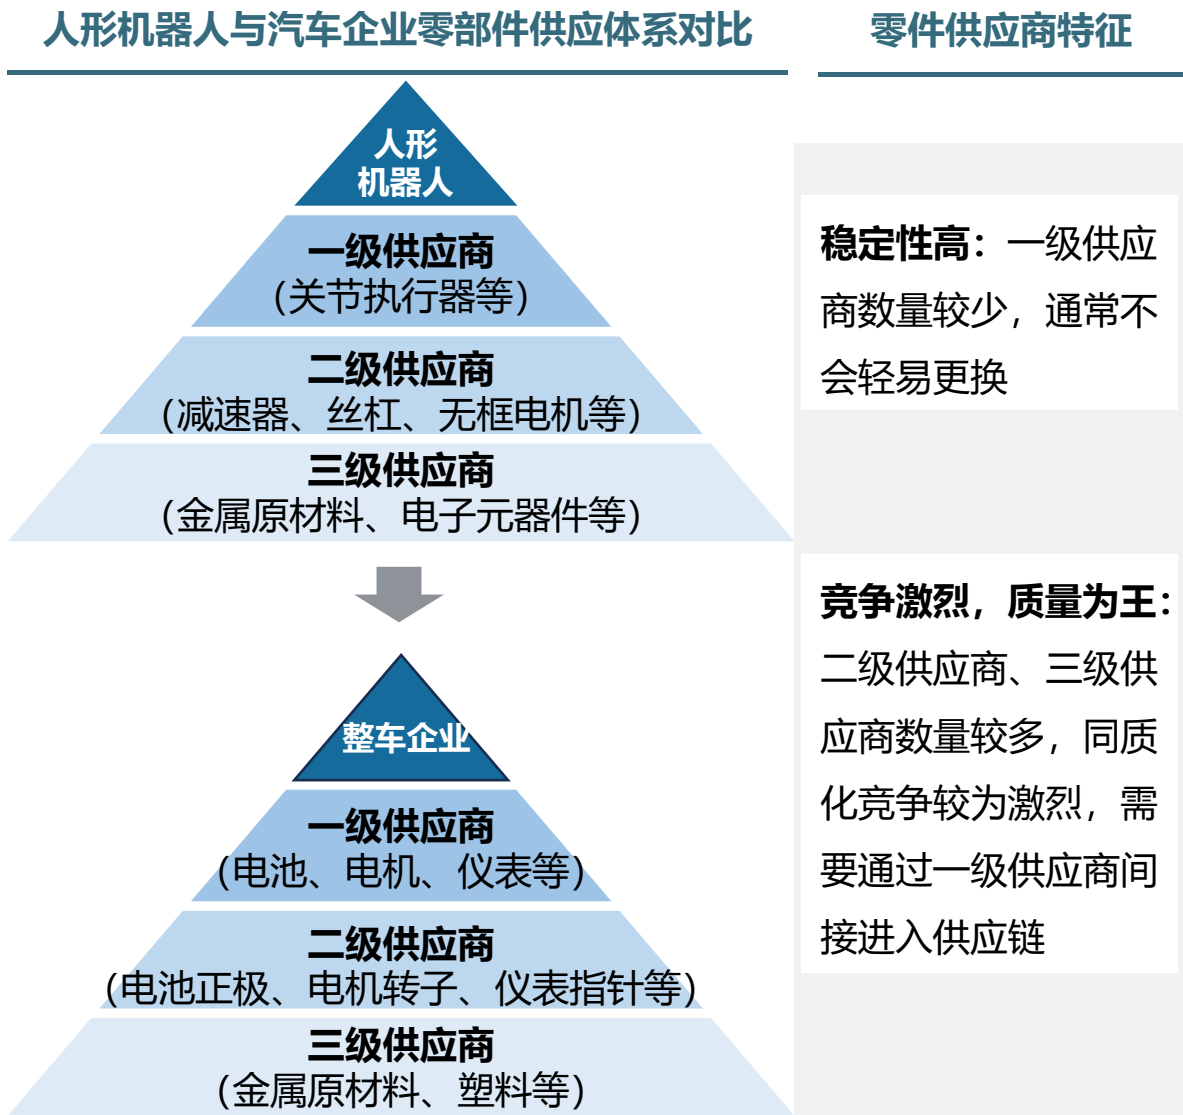 人形机器人与汽车企业零部件供应体系对比
零件供应商特征
人形
机器人
一级供应商
（关节执行器等）
二级供应商
（减速器、丝杠、无框电机等）
三级供应商
（金属原材料、电子元器件等）
整车企业
一级供应商
（电池、电机、仪表等）
二级供应商
（电池正极、电机转子、仪表指针等）
三级供应商
（金属原材料、塑料等）
稳定性高：一级供应
商数量较少，通常不
会轻易更换
竞争激烈，质量为王：
二级供应商、三级供
应商数量较多，同质
化竞争较为激烈，需
要通过一级供应商间
接进入供应链